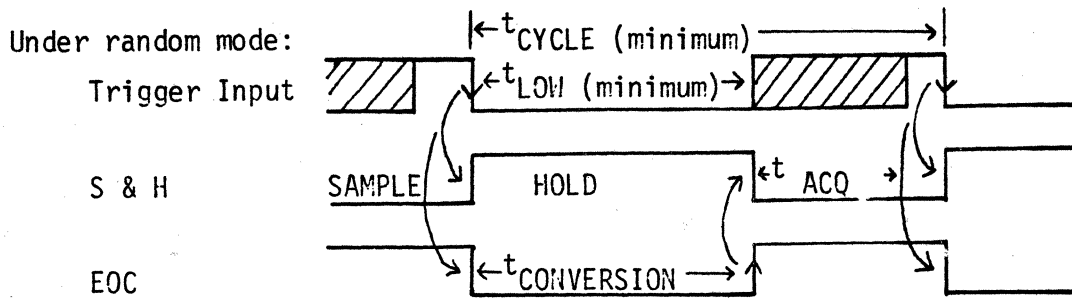 Under random mode:
tCYCLE (minimum)
Trigger Input
tLOW (minimum)
S & H
SAMPLE
HOLD
t ACQ
EOC
tCONVERSION